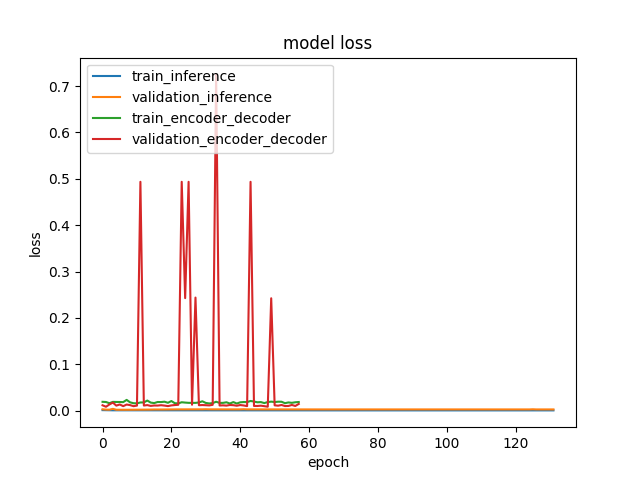 model loss
train_inference
validation_inference
train_encoder_decoder
validation_encoder_decoder
loss
0.7
0.6
0.5
0.4
0.3
0.2
0.1
0.0
0 20 40 60 80 100 120
epoch